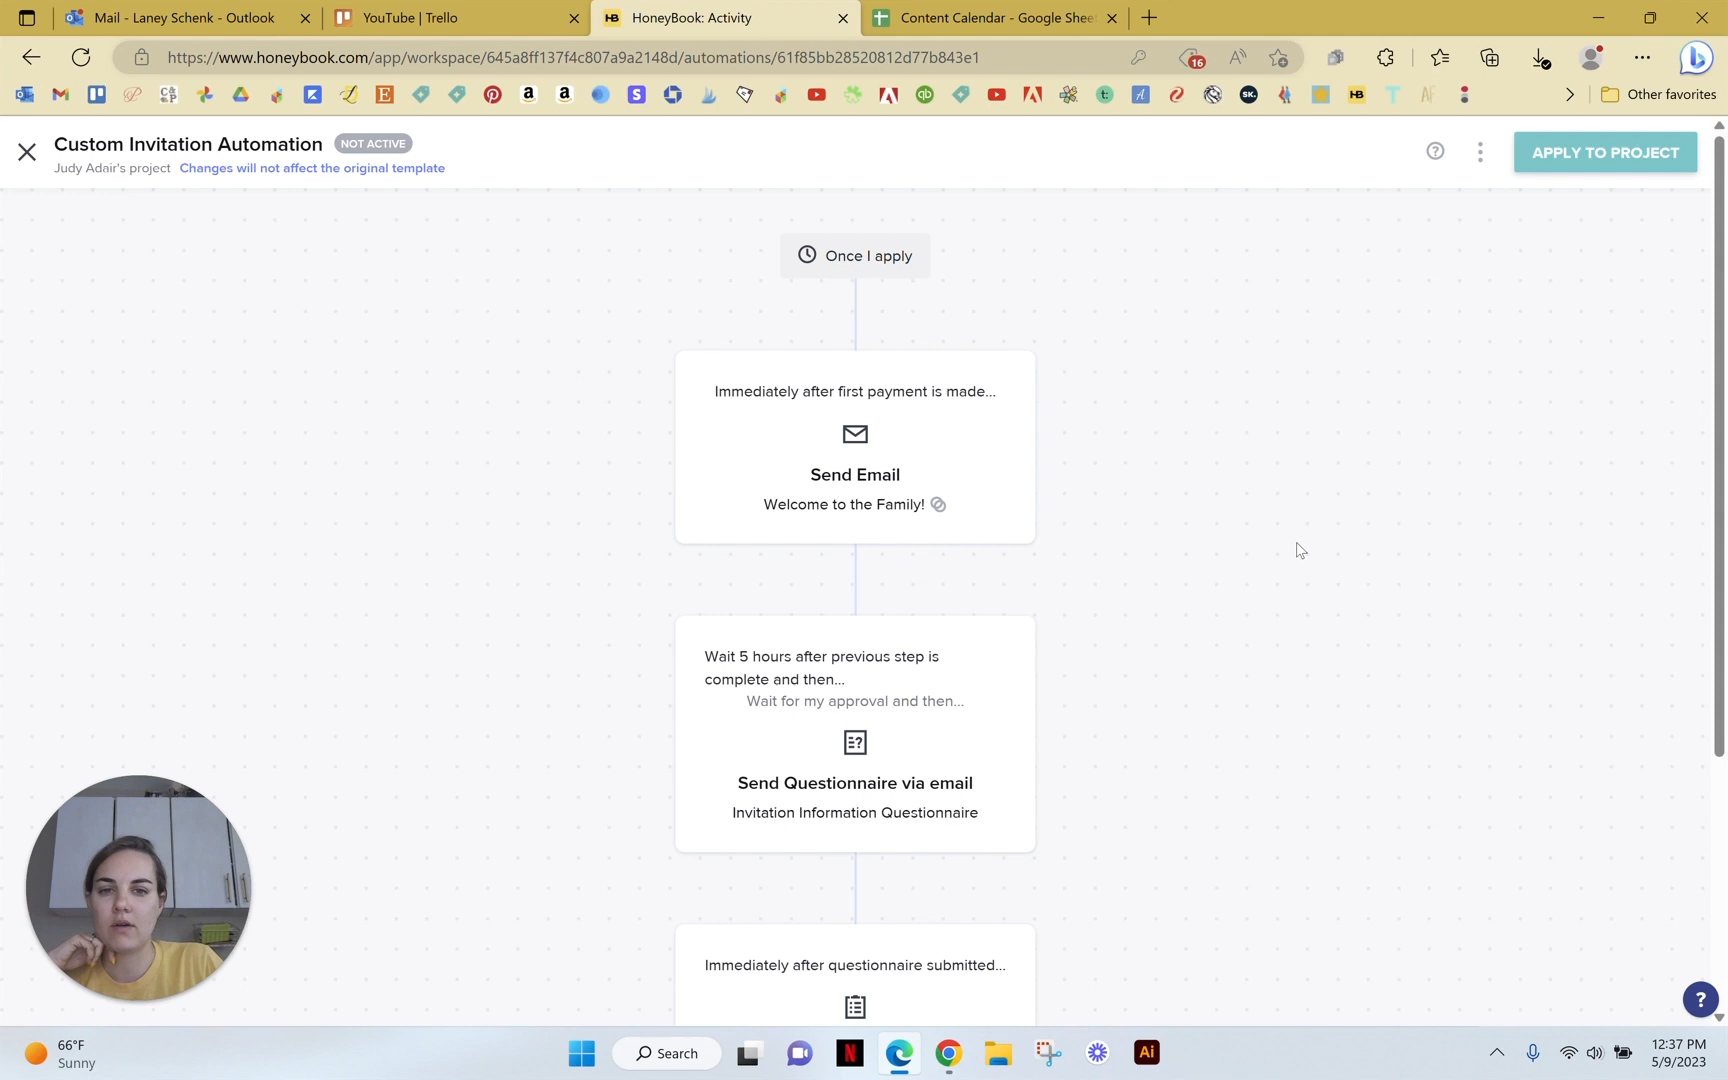 Mail - Laney Schenk - Outlook
YouTube | Trello
HB
HoneyBook: Activity
Content Calendar - Google Shee
https://www.honeybook.com/app/workspace/645a8ff137f4c807a9a2148d/automations/61f85bb28520812d77b843e1
16
Other favorites
Custom Invitation Automation
NOT ACTIVE
Judy Adair's project
Changes will not affect the original template
APPLY TO PROJECT
Once I apply
Immediately after first payment is made...
Send Email
Welcome to the Family!
Wait 5 hours after previous step is
complete and then...
Wait for my approval and then...
Send Questionnaire via email
Invitation Information Questionnaire
Immediately after questionnaire submitted...
66°F
Sunny
Search
Ai
12:37 PM
5/9/2023